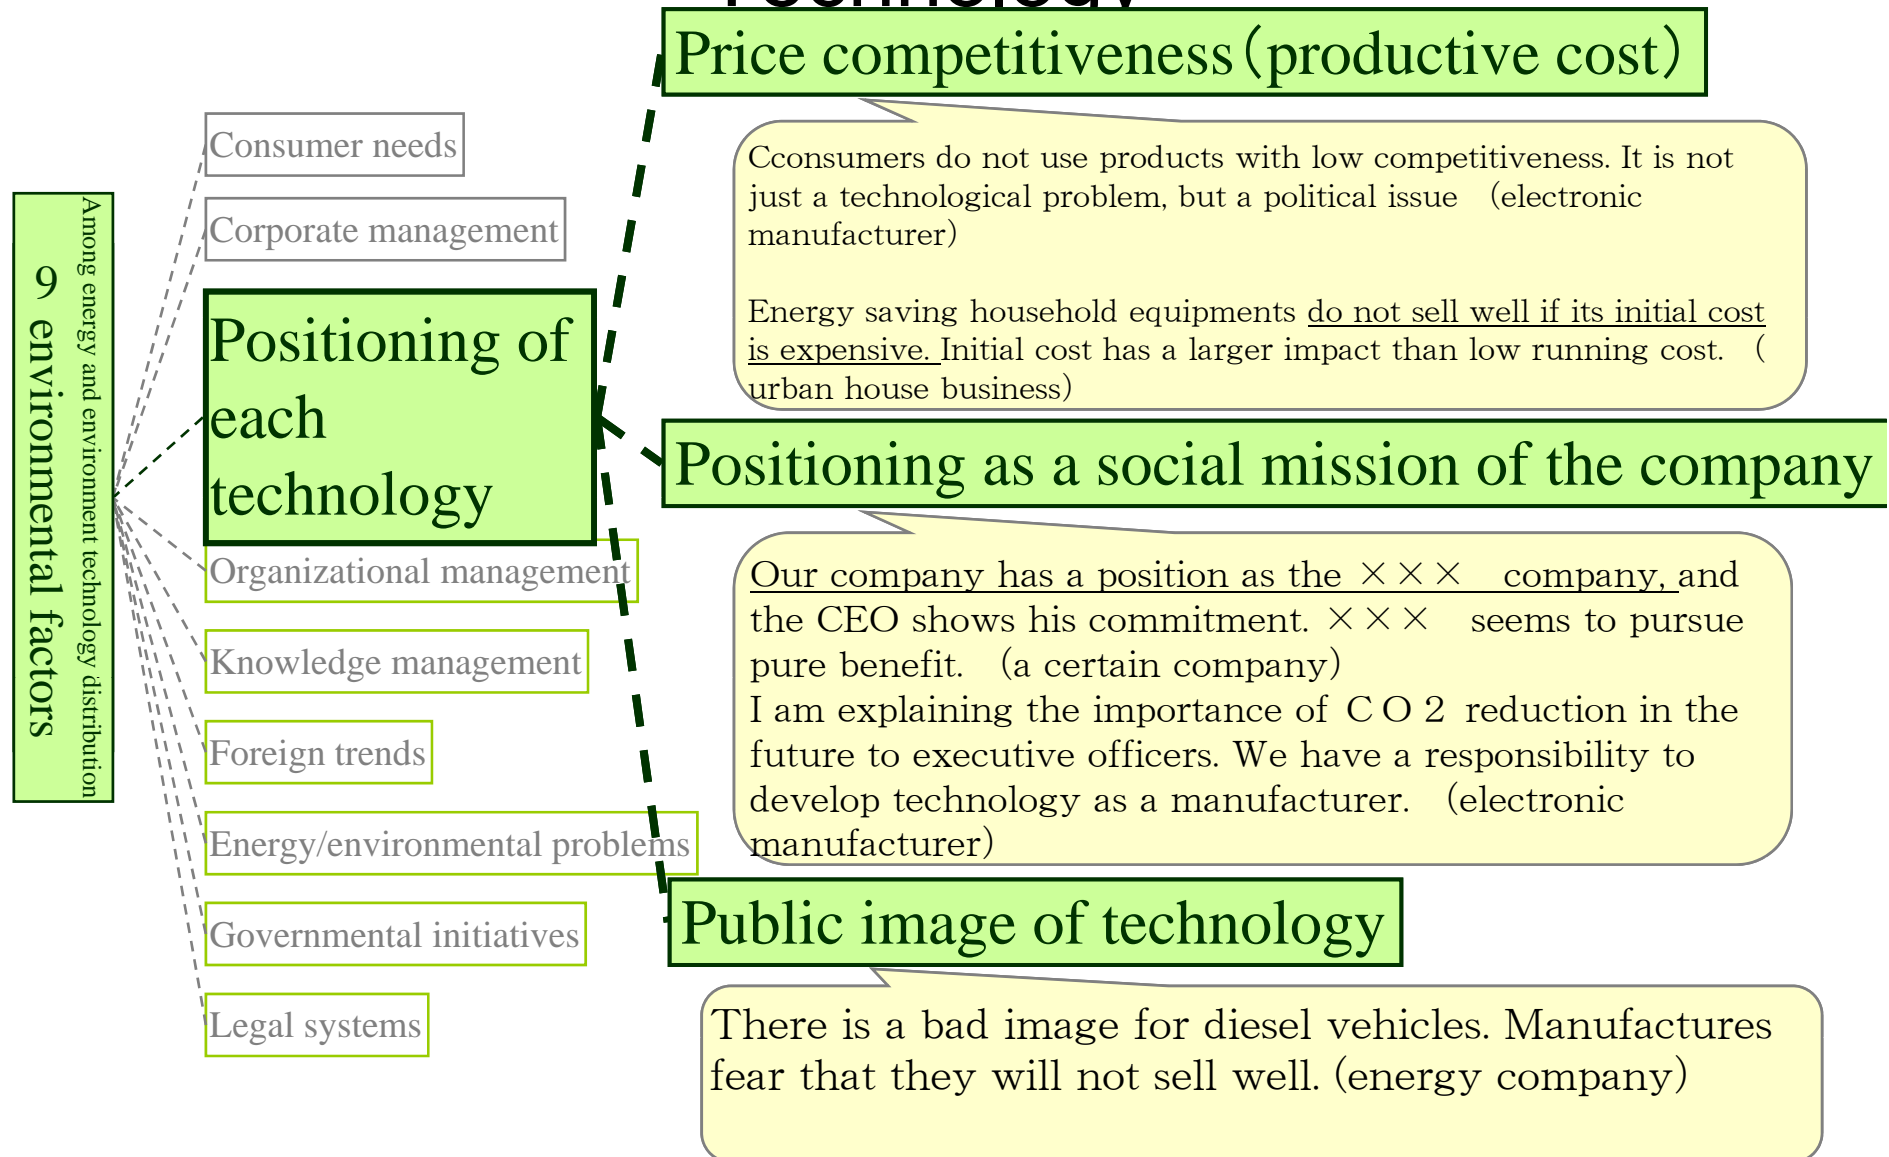 Technology
Price competitiveness（productive cost）
Consumer needs
Corporate management
Positioning of
each
technology
Organizational management
Knowledge management
Foreign trends
Energy/environmental problems
Governmental initiatives
Legal systems
Among energy and environment technology distribution
9 environmental factors
Cconsumers do not use products with low competitiveness. It is not
just a technological problem, but a political issue （electronic
manufacturer）
Energy saving household equipments do not sell well if its initial cost
is expensive. Initial cost has a larger impact than low running cost. （
urban house business）
Positioning as a social mission of the company
Our company has a position as the ××× company, and
the CEO shows his commitment. ××× seems to pursue
pure benefit. （a certain company）
I am explaining the importance of ＣＯ２ reduction in the
future to executive officers. We have a responsibility to
develop technology as a manufacturer. （electronic
manufacturer）
Public image of technology
There is a bad image for diesel vehicles. Manufactures
fear that they will not sell well. （energy company）